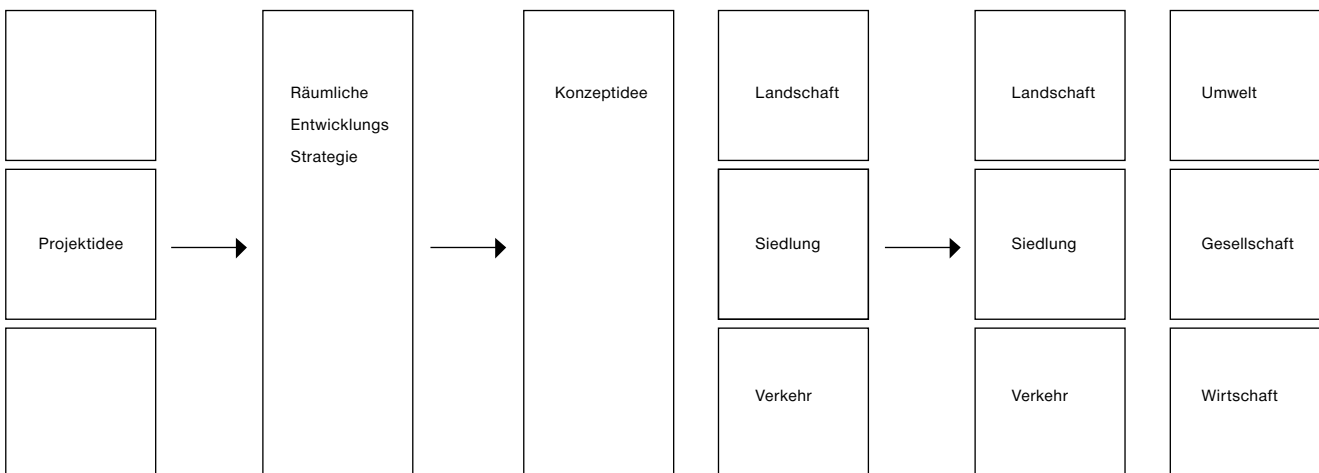 Projektidee
Räumliche
Entwicklungs
Strategie
Konzeptidee
Landschaft
Siedlung
Verkehr
Landschaft
Siedlung
Verkehr
Umwelt
Gesellschaft
Wirtschaft